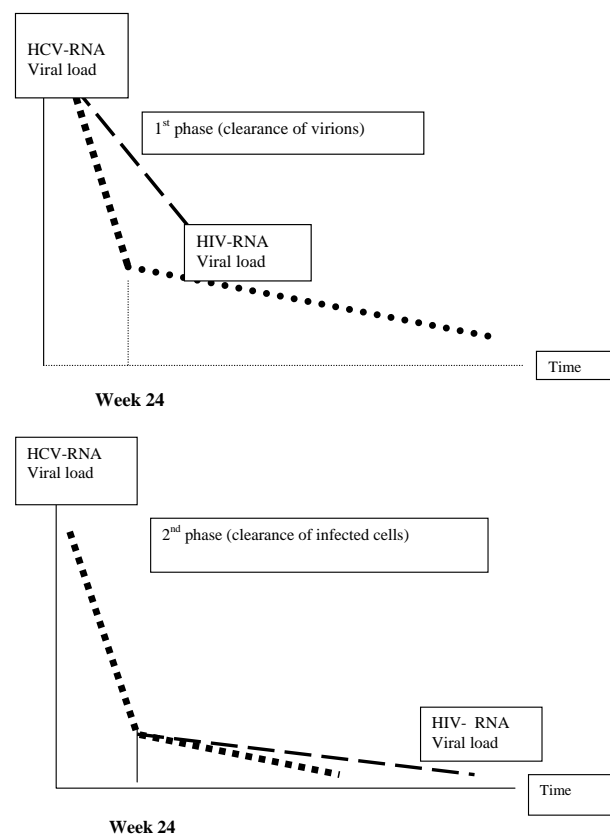 HCV-RNA
Viral load
1st phase (clearance of virions)
HIV-RNA
Viral load
Time
Week 24
HCV-RNA
Viral load
2nd phase (clearance of infected cells)
HIV- RNA
Viral load
Time
Week 24